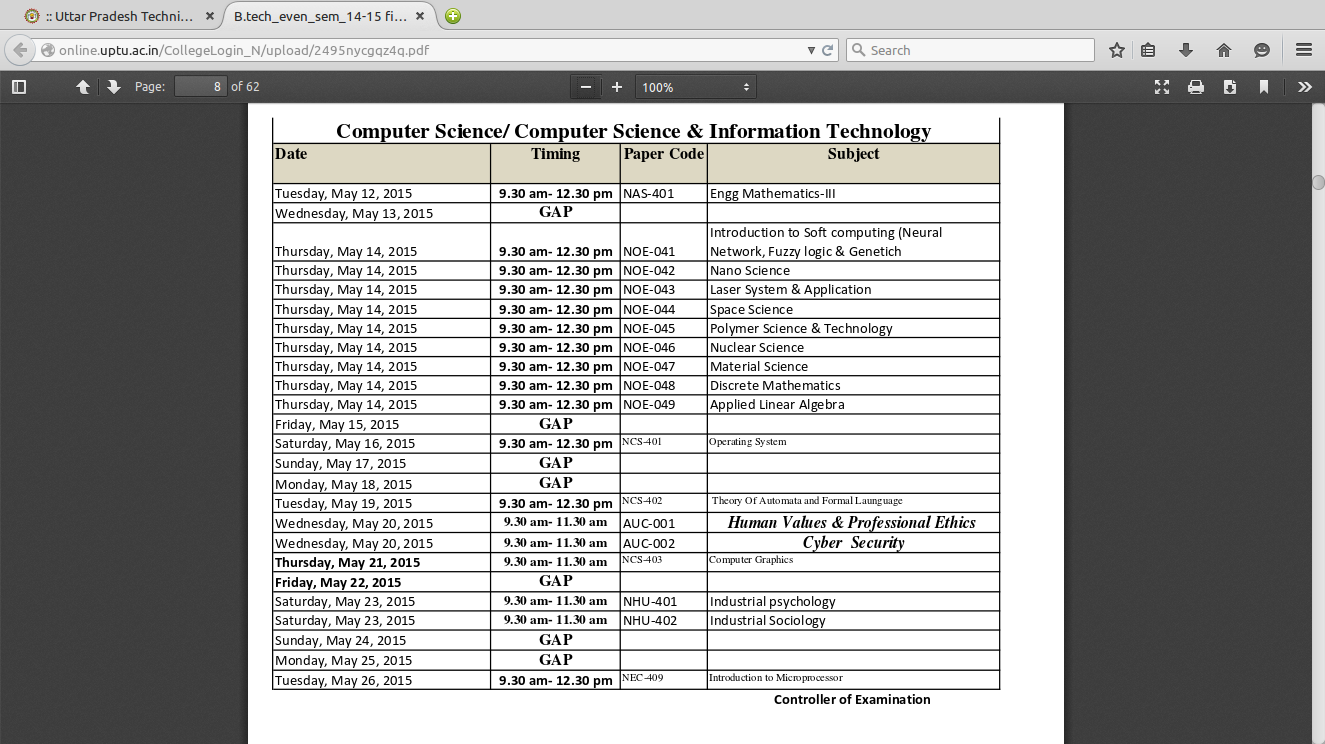 :: Uttar Pradesh Techni... B.tech_even_sem_14-15 fi...
online.uptu.ac.in/CollegeLogin_N/upload/2495nycgqz4q.pdf Search
Page: 8 of 62 100%
Computer Science/ Computer Science & Information Technology
Date Timing Paper Code Subject
Tuesday, May 12, 2015 9.30 am- 12.30 pm NAS-401 Engg Mathematics-III
Wednesday, May 13, 2015 GAP
Introduction to Soft computing (Neural
Thursday, May 14, 2015 9.30 am- 12.30 pm NOE-041 Network, Fuzzy logic & Genetich
Thursday, May 14, 2015 9.30 am- 12.30 pm NOE-042 Nano Science
Thursday, May 14, 2015 9.30 am- 12.30 pm NOE-043 Laser System & Application
Thursday, May 14, 2015 9.30 am- 12.30 pm NOE-044 Space Science
Thursday, May 14, 2015 9.30 am- 12.30 pm NOE-045 Polymer Science & Technology
Thursday, May 14, 2015 9.30 am- 12.30 pm NOE-046 Nuclear Science
Thursday, May 14, 2015 9.30 am- 12.30 pm NOE-047 Material Science
Thursday, May 14, 2015 9.30 am- 12.30 pm NOE-048 Discrete Mathematics
Thursday, May 14, 2015 9.30 am- 12.30 pm NOE-049 Applied Linear Algebra
Friday, May 15, 2015 GAP
Saturday, May 16, 2015 9.30 am- 12.30 pm NCS-401 Operating System
Sunday, May 17, 2015 GAP
Monday, May 18, 2015 GAP
Tuesday, May 19, 2015 9.30 am- 12.30 pm NCS-402 Theory Of Automata and Formal Launguage
Wednesday, May 20, 2015 9.30 am- 11.30 am AUC-001 Human Values & Professional Ethics
Wednesday, May 20, 2015 9.30 am- 11.30 am AUC-002 Cyber Security
Thursday, May 21, 2015 9.30 am- 11.30 am NCS-403 Computer Graphics
Friday, May 22, 2015 GAP
Saturday, May 23, 2015 9.30 am- 11.30 am NHU-401 Industrial psychology
Saturday, May 23, 2015 9.30 am- 11.30 am NHU-402 Industrial Sociology
Sunday, May 24, 2015 GAP
Monday, May 25, 2015 GAP
Tuesday, May 26, 2015 9.30 am- 12.30 pm NEC-409 Introduction to Microprocessor
Controller of Examination